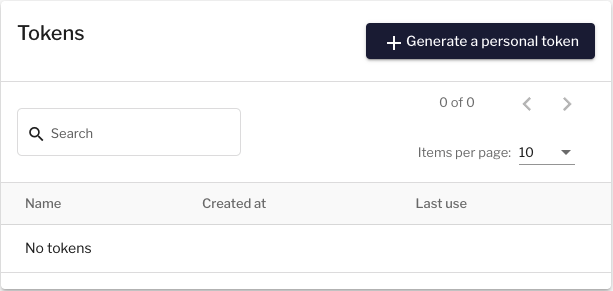 Tokens
Generate a personal token
0 of 0
Search
Items per page: 10
Name Created at Last use
No tokens